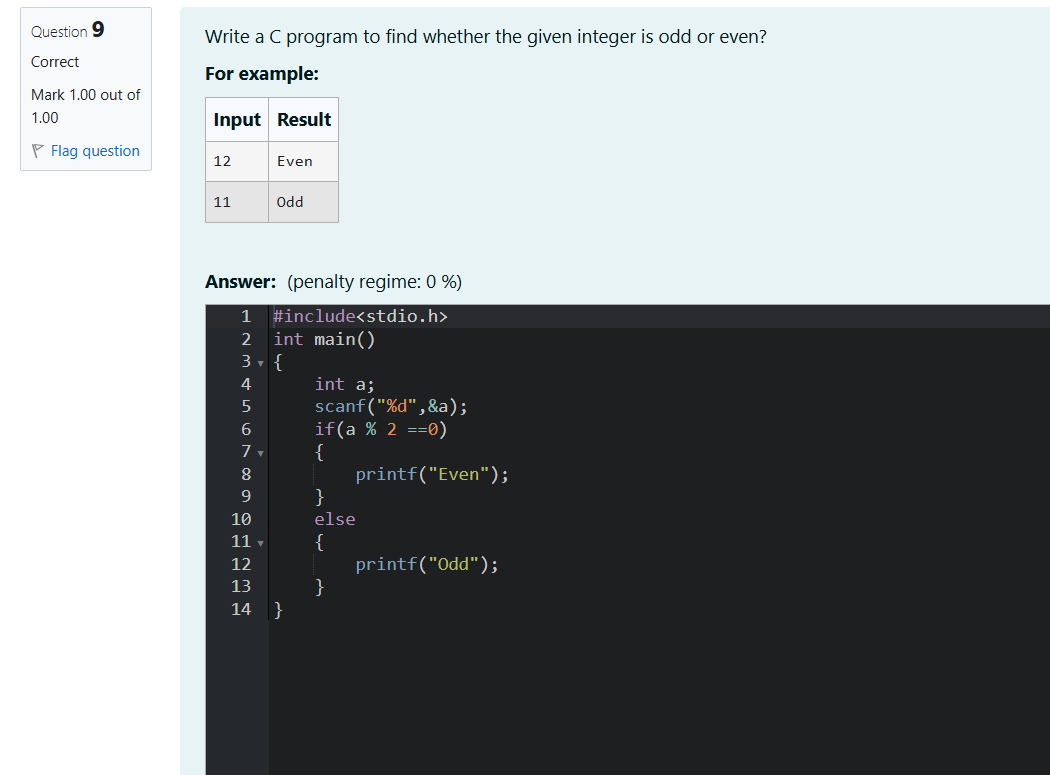 Question 9
Correct
Mark 1.00 out of
1.00
Flag question
Write a C program to find whether the given integer is odd or even?
For example:
Input Result
12 Even
11 Odd
Answer: (penalty regime: 0 %)
1 #include<stdio.h>
2 int main()
3 {
4     int a;
5     scanf("%d",&a);
6     if(a % 2 ==0)
7     {
8         printf("Even");
9     }
10     else
11     {
12         printf("Odd");
13     }
14 }